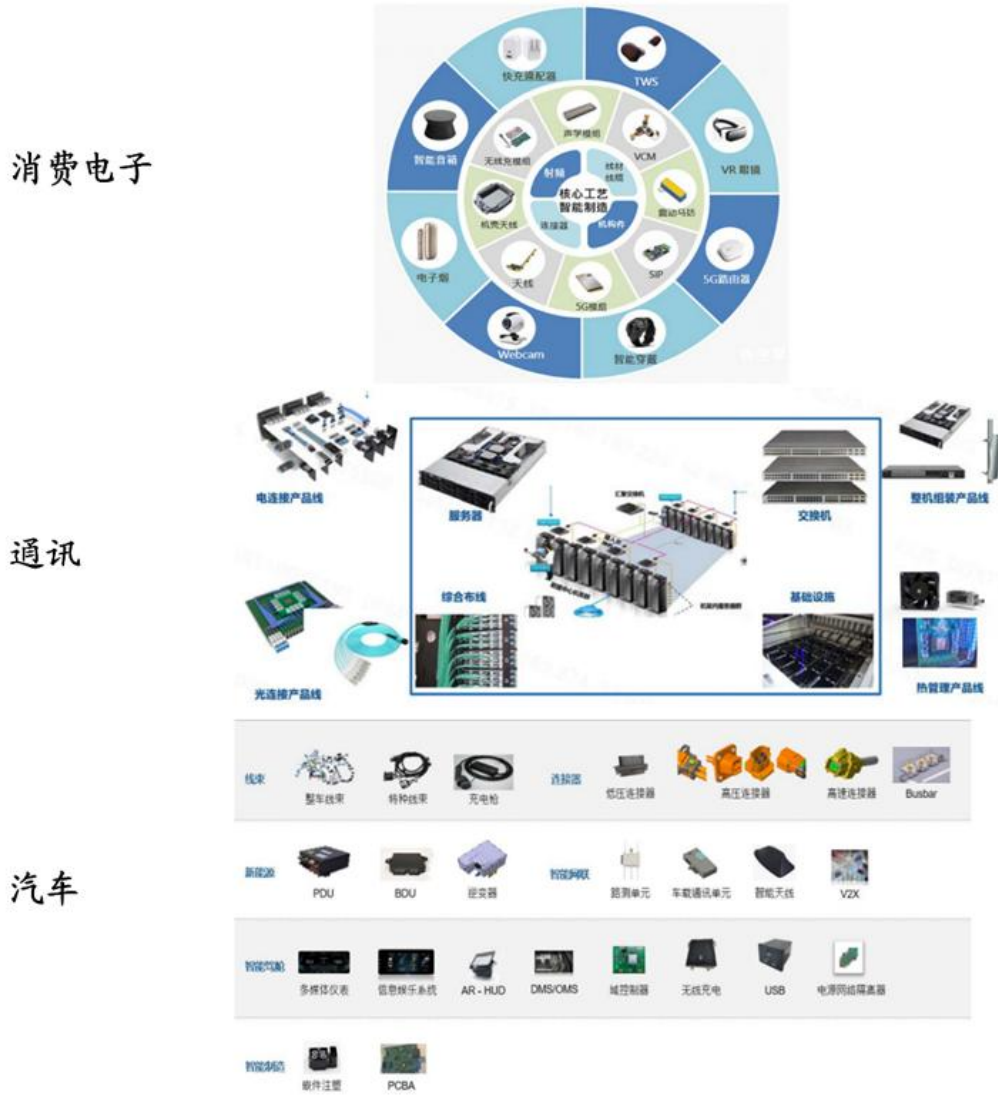 消费电子
快充适配器
TWS
智能音箱
VR 眼镜
电子烟
5G路由器
Webcam
智能穿戴
声学模组
无线充模组
VCM
机壳天线
震动马达
天线
SIP
5G模组
射频
线材
线缆
连接器
机构件
核心工艺
智能制造
通讯
电连接产品线
服务器
汇聚交换机
交换机
整机组装产品线
综合布线
基础设施
光连接产品线
热管理产品线
汽车
线束
整车线束
特种线束
充电枪
连接器
低压连接器
高压连接器
高速连接器
Busbar
新能源
PDU
BDU
逆变器
智能网联
路测单元
车载通讯单元
智能天线
V2X
智能驾舱
多媒体仪表
信息娱乐系统
AR - HUD
DMS/OMS
域控制器
无线充电
USB
电源网络隔离器
智能制造
嵌件注塑
PCBA